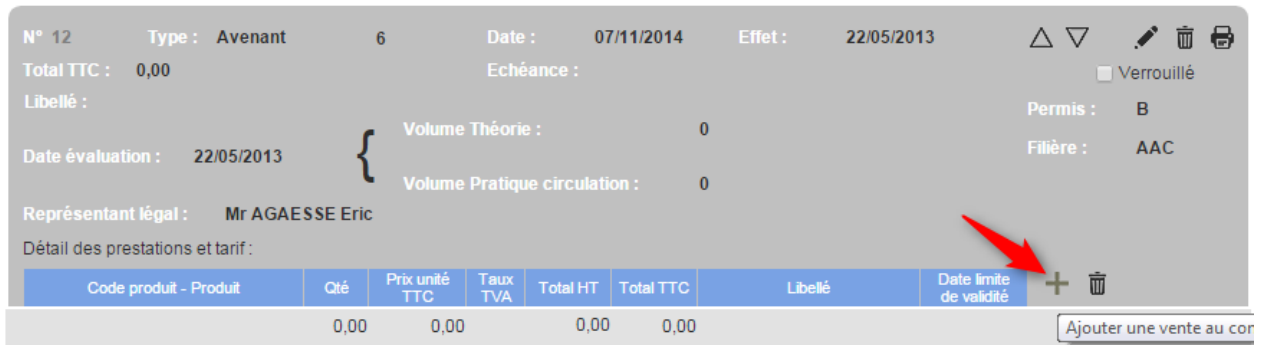 N° 12 Type : Avenant 6 Date : 07/11/2014 Effet : 22/05/2013
Total TTC : 0,00 Echéance :
Verrouillé
Libellé :
Permis : B
Volume Théorie : 0
Date évaluation : 22/05/2013 {
Filière : AAC
Volume Pratique circulation : 0
Représentant légal : Mr AGAESSE Eric
Détail des prestations et tarif :
Code produit - Produit Qté Prix unité TTC Taux TVA Total HT Total TTC Libellé Date limite de validité
0,00 0,00 0,00 0,00
Ajouter une vente au cor